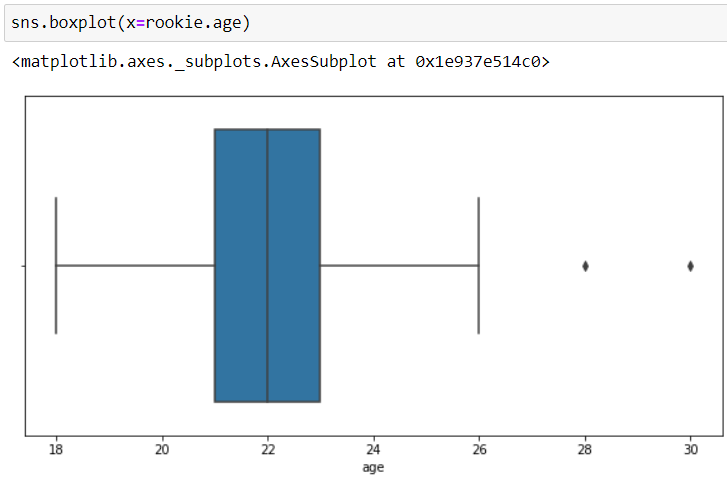 sns.boxplot(x=rookie.age)
<matplotlib.axes._subplots.AxesSubplot at 0x1e937e514c0>
18 20 22 24 26 28 30
age